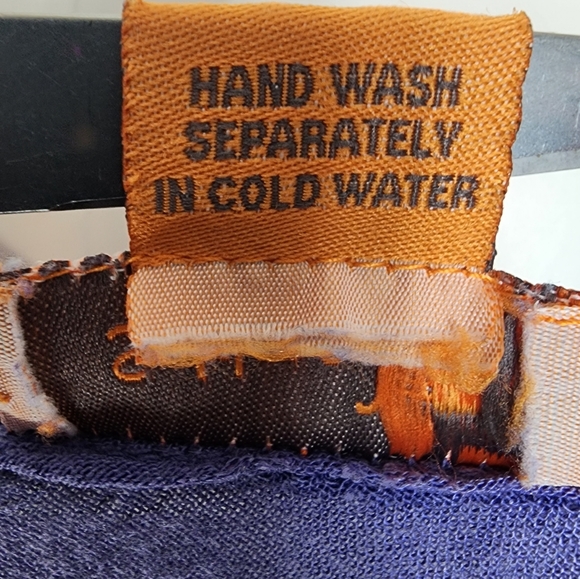 HAND WASH
SEPARATELY
IN COLD WATER